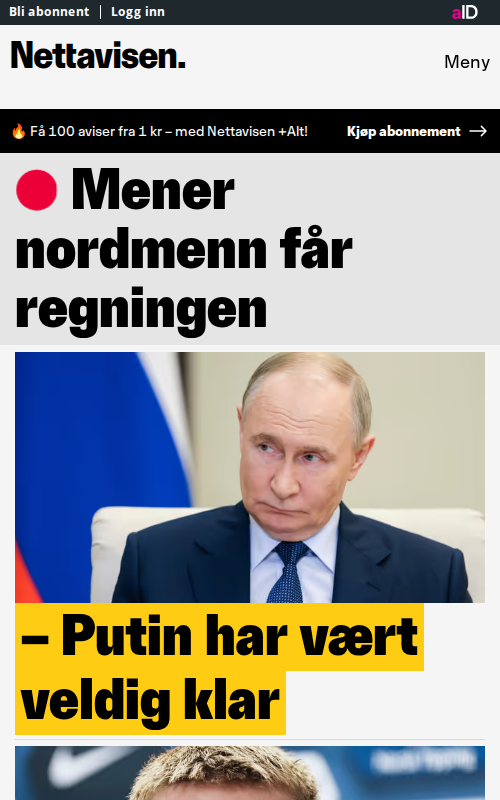 Bli abonnent | Logg inn
aID
Nettavisen.
Meny
🔥 Få 100 aviser fra 1 kr – med Nettavisen +Alt!
Kjøp abonnement →
Mener
nordmenn får
regningen
– Putin har vært
veldig klar